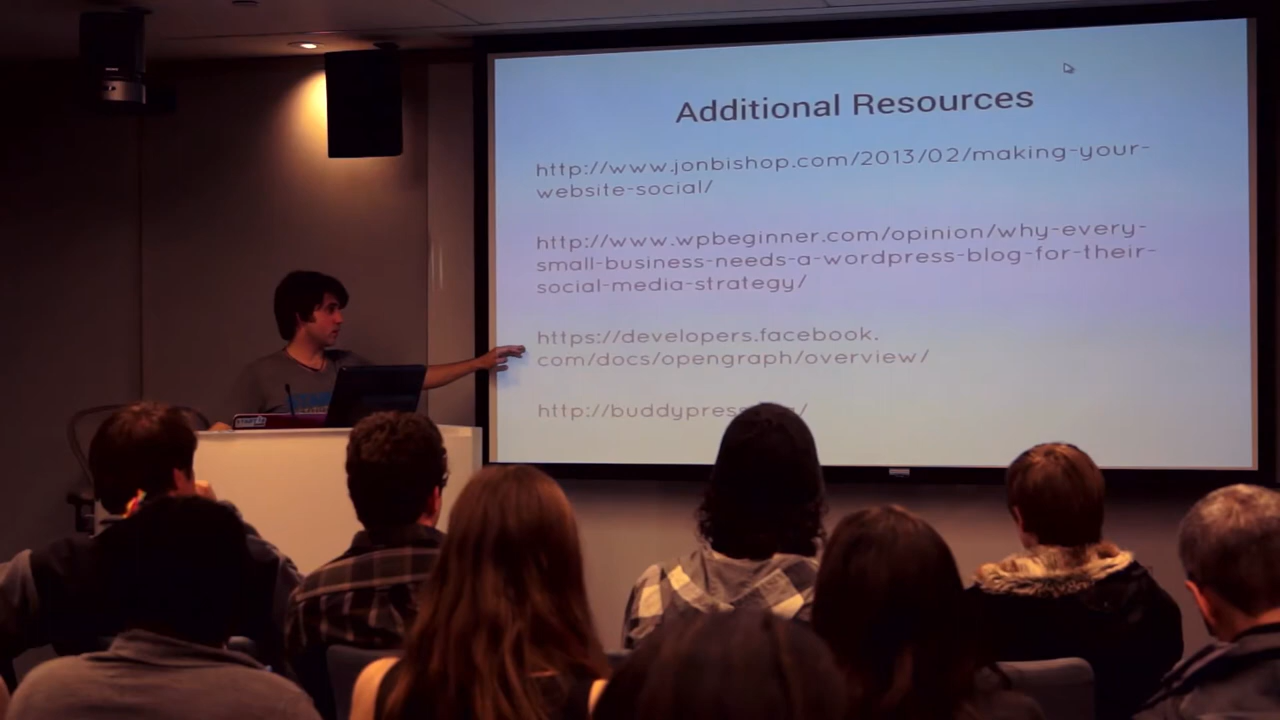 Additional Resources
http://www.jonbishop.com/2013/02/making-your-
website-social/
http://www.wpbeginner.com/opinion/why-every-
small-business-needs-a-wordpress-blog-for-their-
social-media-strategy/
https://developers.facebook.
com/docs/opengraph/overview/